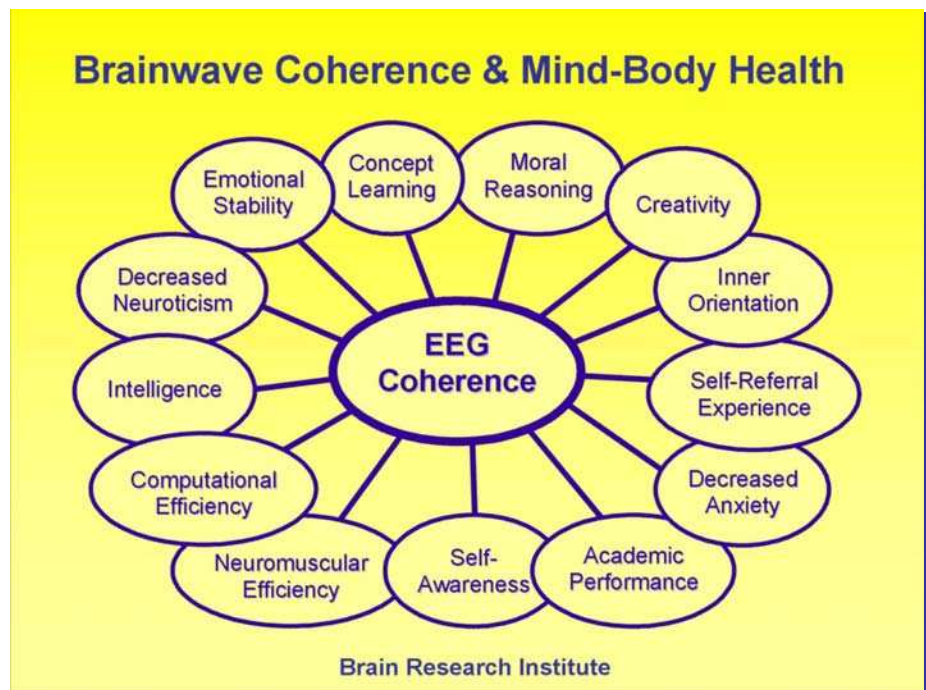 Brainwave Coherence & Mind-Body Health
Concept
Learning
Moral
Reasoning
Emotional
Stability
Creativity
Decreased
Neuroticism
Inner
Orientation
EEG
Coherence
Intelligence
Self-Referral
Experience
Computational
Efficiency
Decreased
Anxiety
Neuromuscular
Efficiency
Self-
Awareness
Academic
Performance
Brain Research Institute